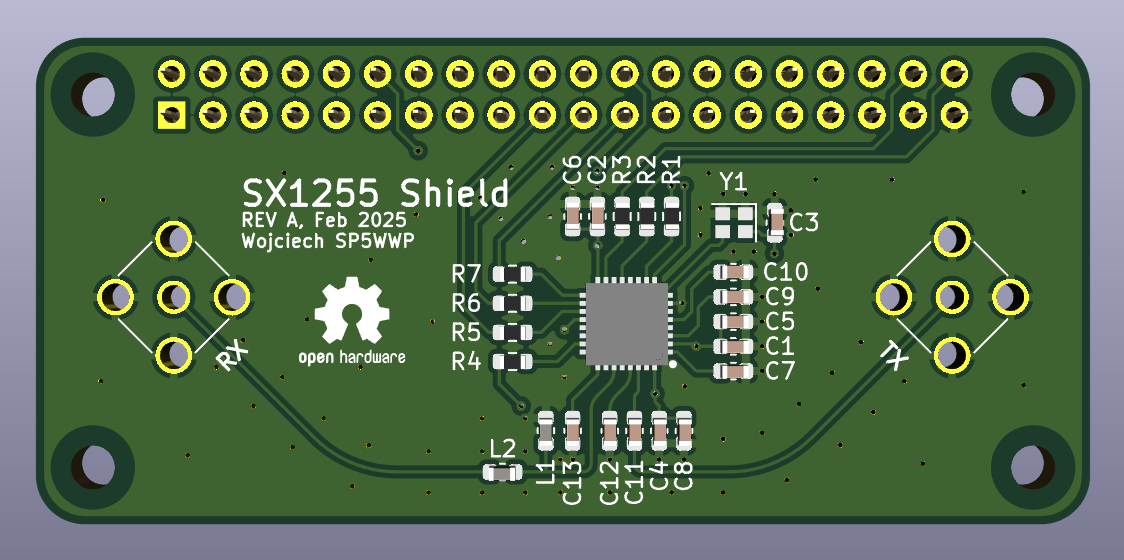 C6 C2 R3 R2 R1
Y1
SX1255 Shield
REV A, Feb 2025
Wojciech SP5WWP
C3
R7
R6
R5
R4
C10
C9
C5
C1
C7
open hardware
RX
TX
L2
L1 C13 C12 C11 C4 C8